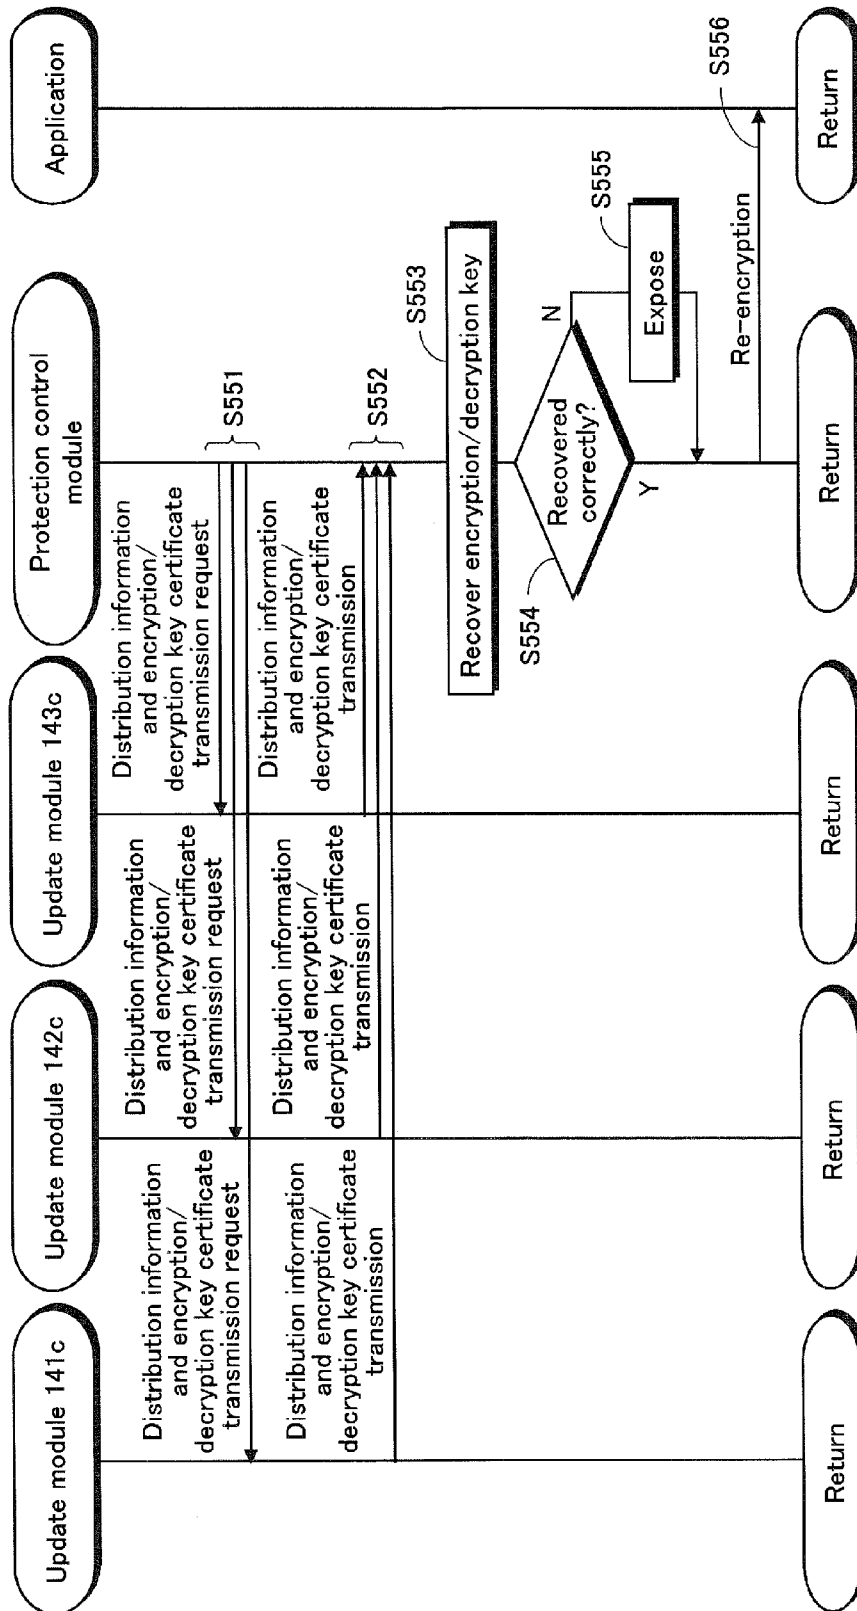 Update module 141c
Update module 142c
Update module 143c
Protection control
module
Application
Distribution information
and encryption/
decryption key certificate
transmission request
Distribution information
and encryption/
decryption key certificate
transmission request
Distribution information
and encryption/
decryption key certificate
transmission request
S551
Distribution information
and encryption/
decryption key certificate
transmission
Distribution information
and encryption/
decryption key certificate
transmission
Distribution information
and encryption/
decryption key certificate
transmission
S552
S553
Recover encryption/decryption key
S554
Recovered
correctly?
N
S555
Expose
Y
Re-encryption
S556
Return
Return
Return
Return
Return